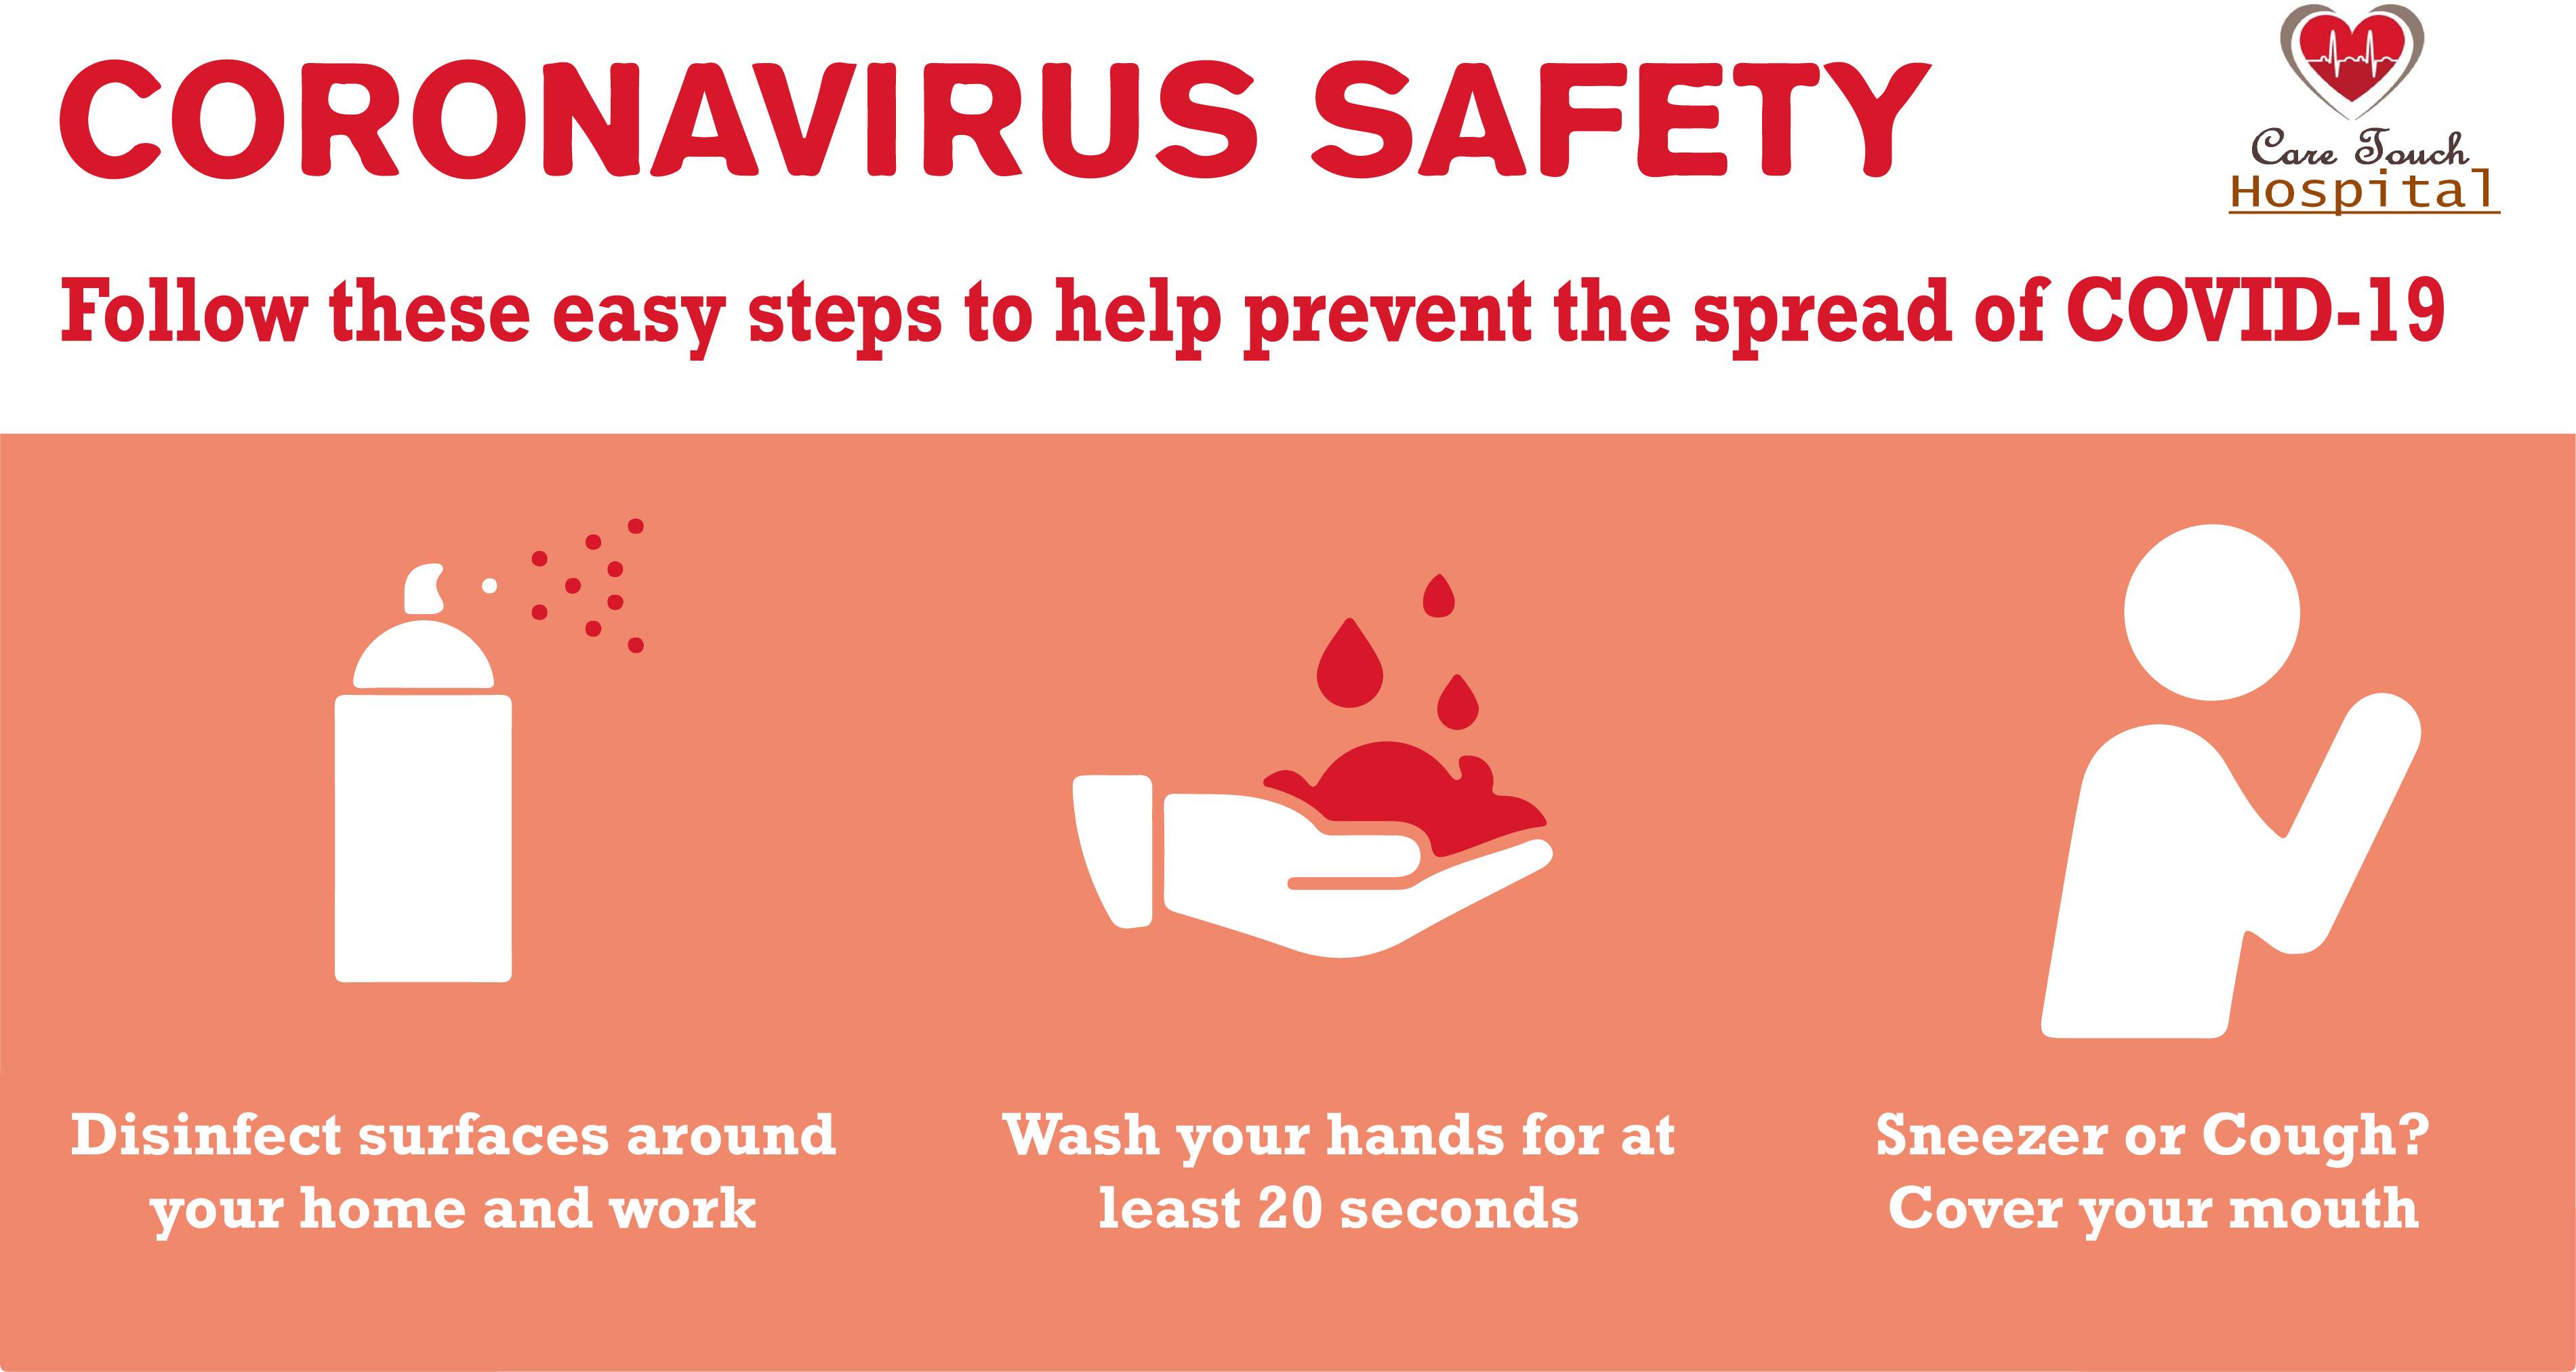 CORONAVIRUS SAFETY
Care Touch
Hospital
Follow these easy steps to help prevent the spread of COVID-19
Disinfect surfaces around
your home and work
Wash your hands for at
least 20 seconds
Sneezer or Cough?
Cover your mouth